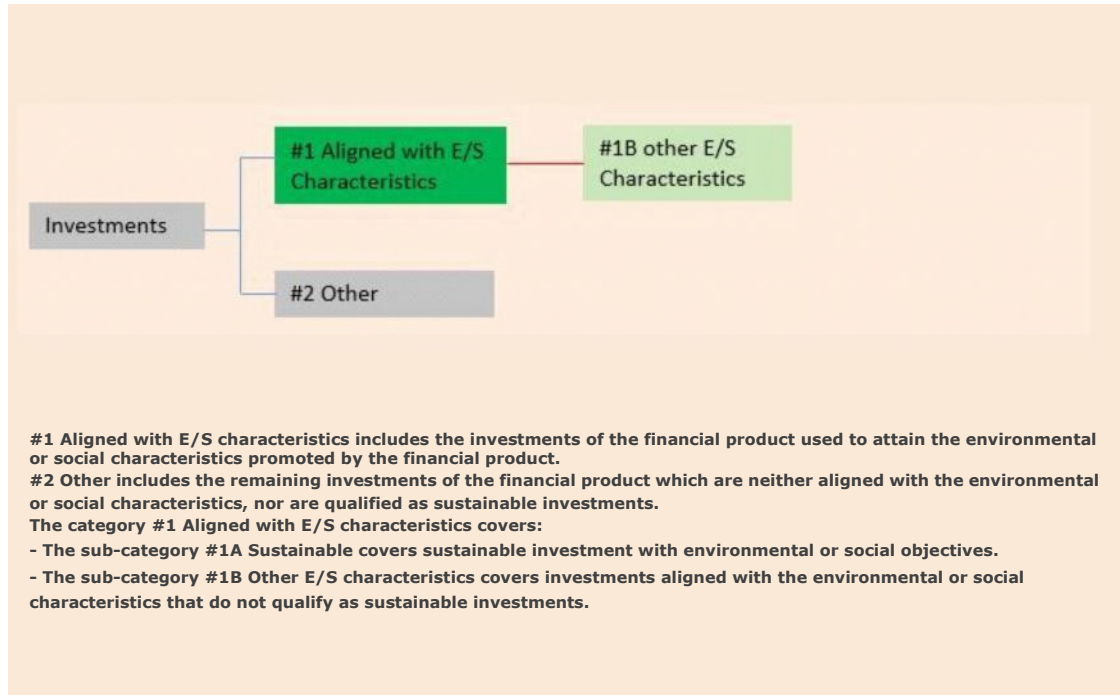 #1 Aligned with E/S
Characteristics
#1B other E/S
Characteristics
Investments
#2 Other
#1 Aligned with E/S characteristics includes the investments of the financial product used to attain the environmental
or social characteristics promoted by the financial product.
#2 Other includes the remaining investments of the financial product which are neither aligned with the environmental
or social characteristics, nor are qualified as sustainable investments.
The category #1 Aligned with E/S characteristics covers:
- The sub-category #1A Sustainable covers sustainable investment with environmental or social objectives.
- The sub-category #1B Other E/S characteristics covers investments aligned with the environmental or social
characteristics that do not qualify as sustainable investments.